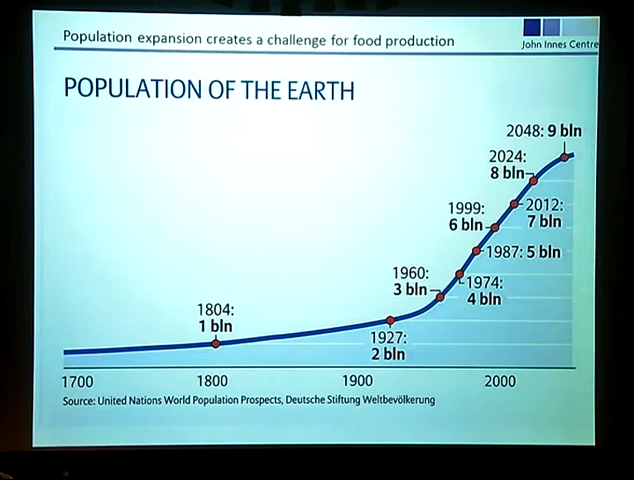 Population expansion creates a challenge for food production
John Innes Centre
POPULATION OF THE EARTH
2048: 9 bln
2024:
8 bln
2012:
7 bln
1999:
6 bln
1987: 5 bln
1974:
4 bln
1960:
3 bln
1927:
2 bln
1804:
1 bln
1700
1800
1900
2000
Source: United Nations World Population Prospects, Deutsche Stiftung Weltbevölkerung